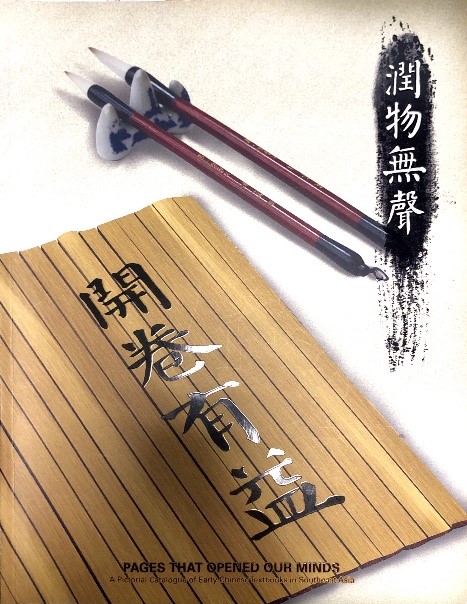 潤物無聲
開卷有益
PAGES THAT OPENED OUR MINDS
A Pictorial Catalogue of Early Chinese Textbooks in Southeast Asia